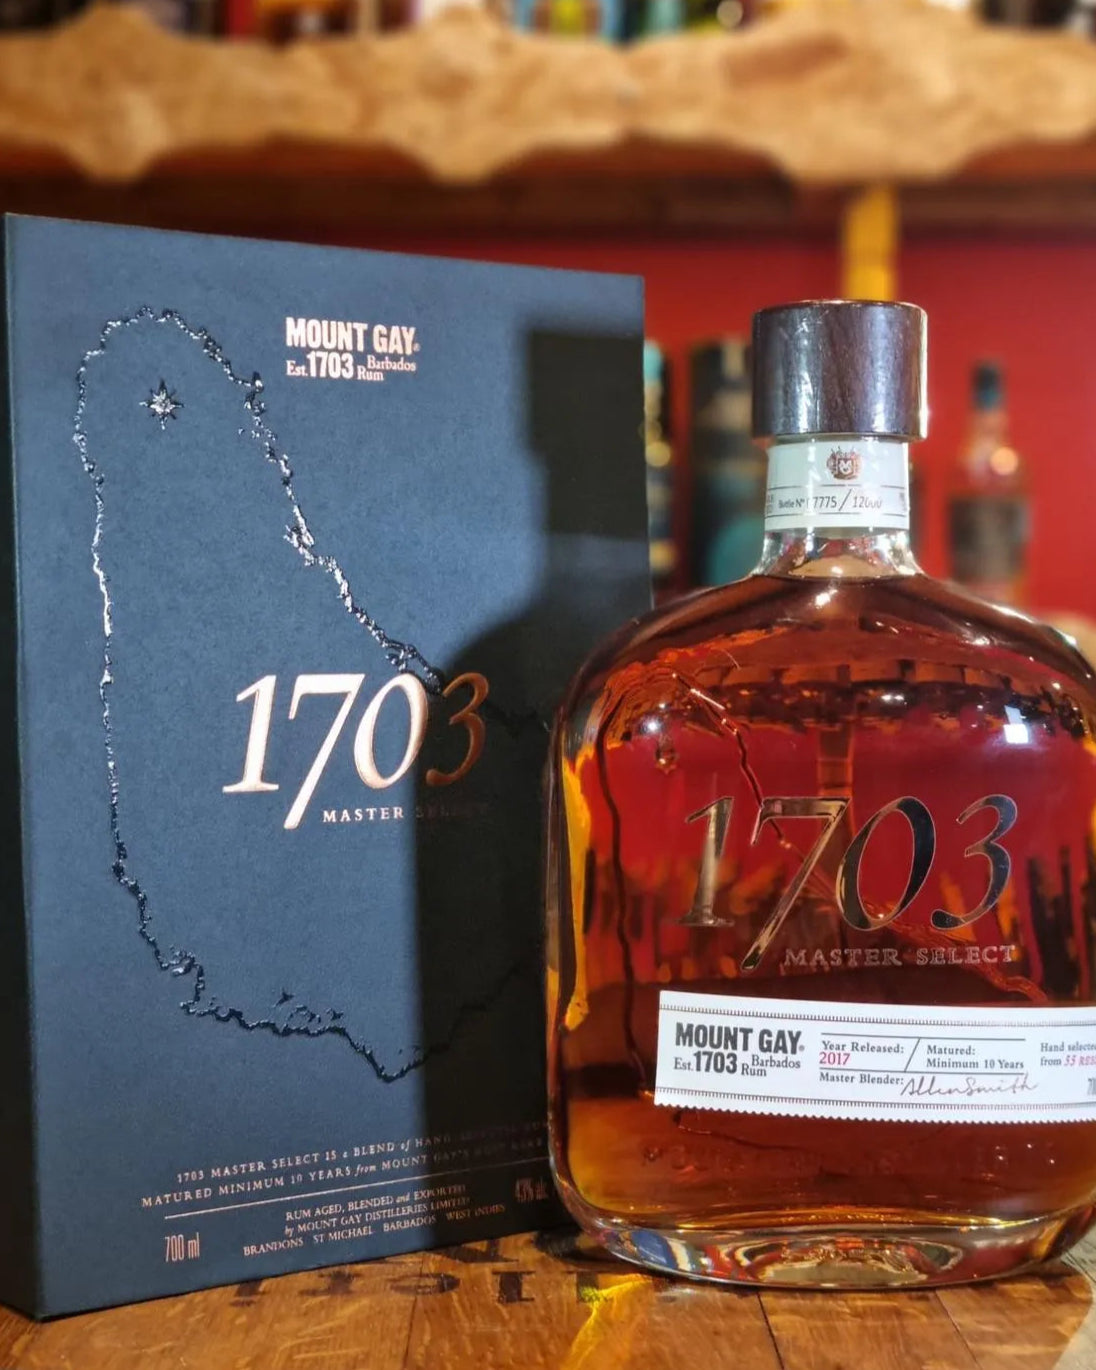 MOUNT GAY
Est. 1703 Barbados Rum
1703
MASTER SELECT
1703 MASTER SELECT IS a BLEND of HAND
MATURED MINIMUM 10 YEARS from MOUNT GAY'S
RUM AGED, BLENDED and EXPORTED
by MOUNT GAY DISTILLERIES LIMITED
BRANDONS ST MICHAEL BARBADOS WEST INDIES
700 ml
43% alc
Bottle N° 7775 / 12000
1703
MASTER SELECT
MOUNT GAY
Est. 1703 Barbados Rum
Year Released:
2017
Matured:
Minimum 10 Years
Master Blender: Allen Smith
Hand selected
from 33